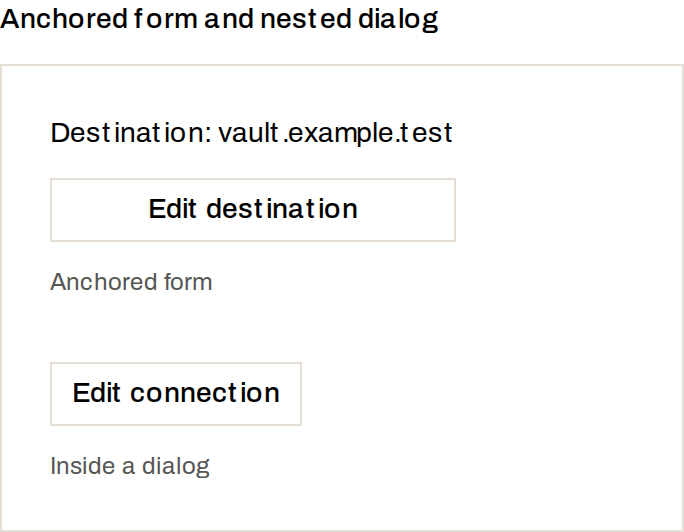 Anchored form and nested dialog
Destination: vault.example.test
Edit destination
Anchored form
Edit connection
Inside a dialog